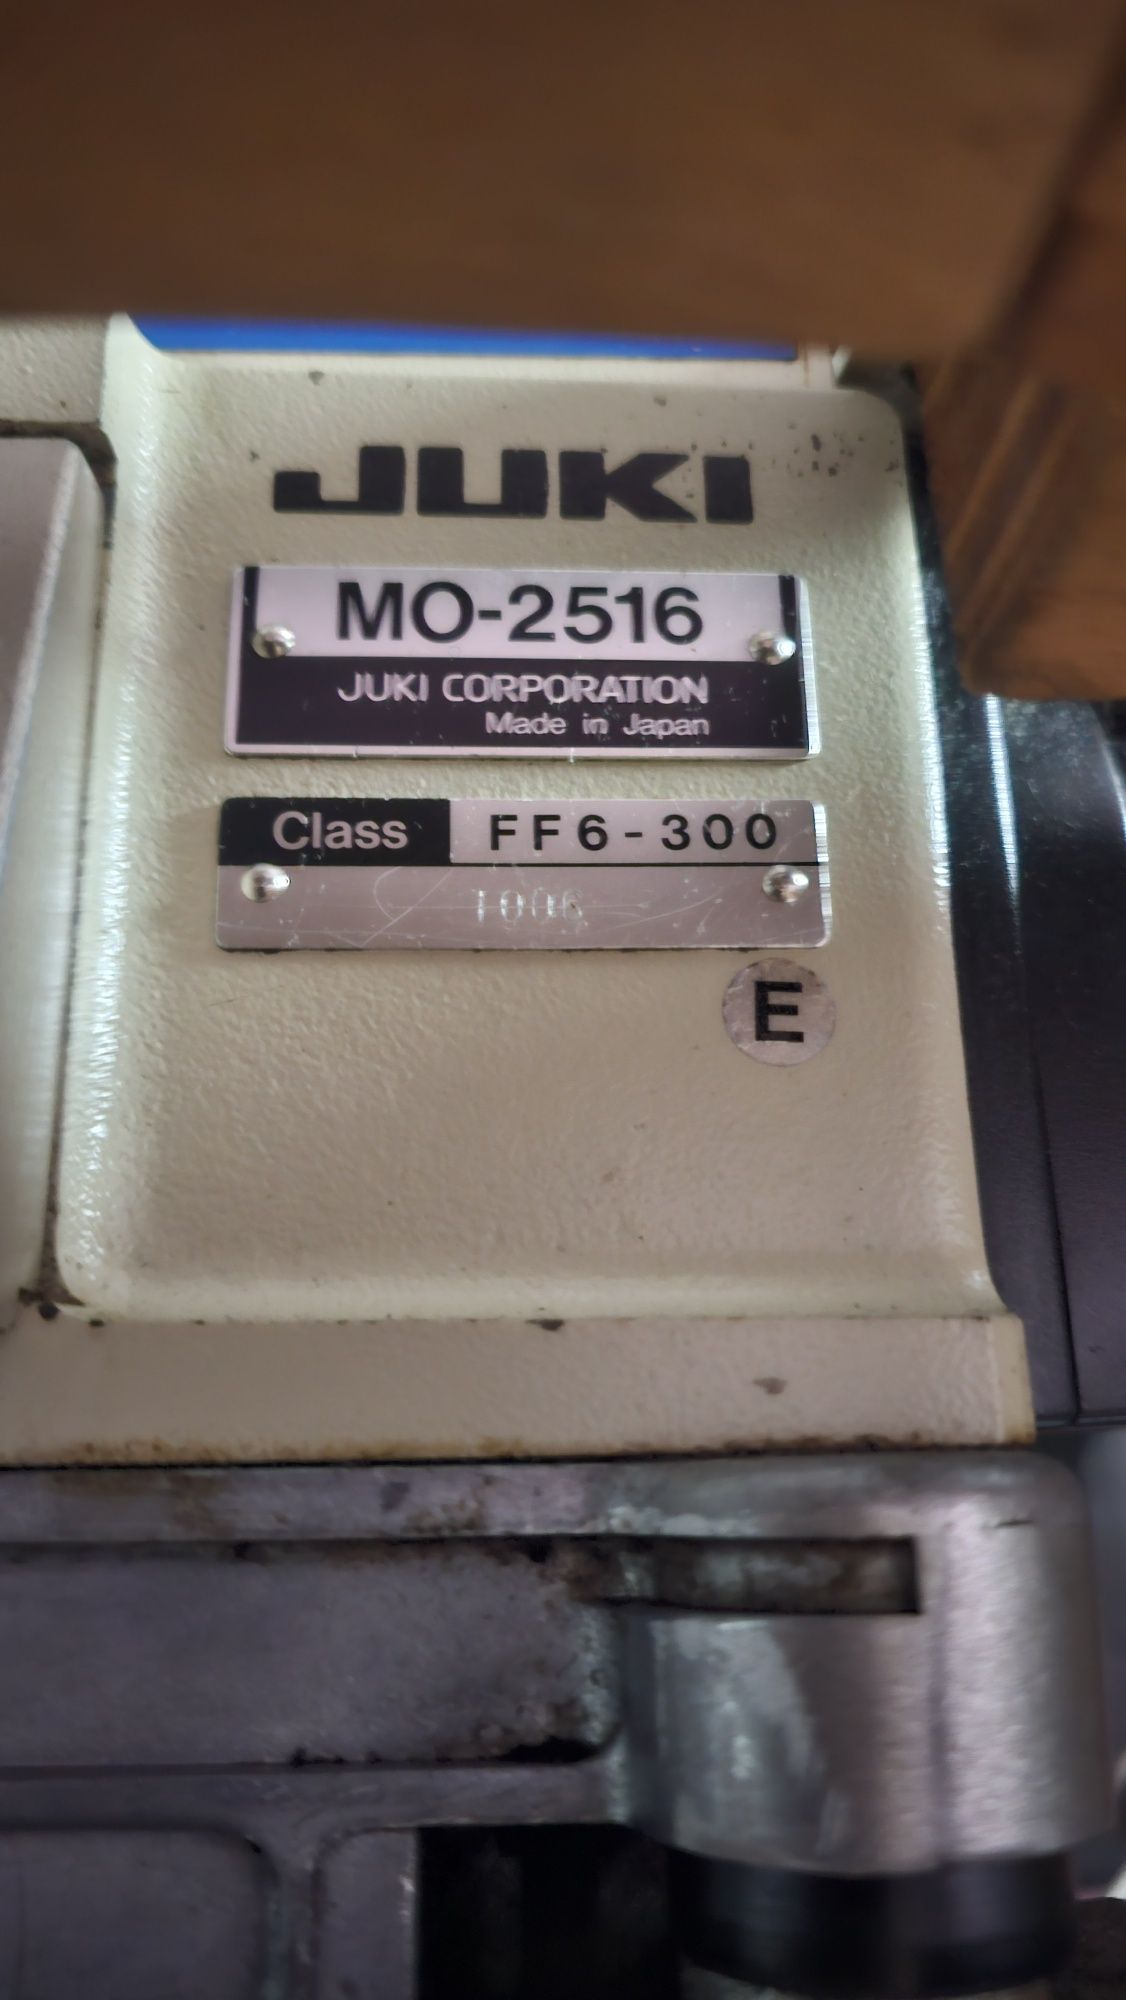 JUKI
MO-2516
JUKI CORPORATION
Made in Japan
Class FF6-300
1006
E